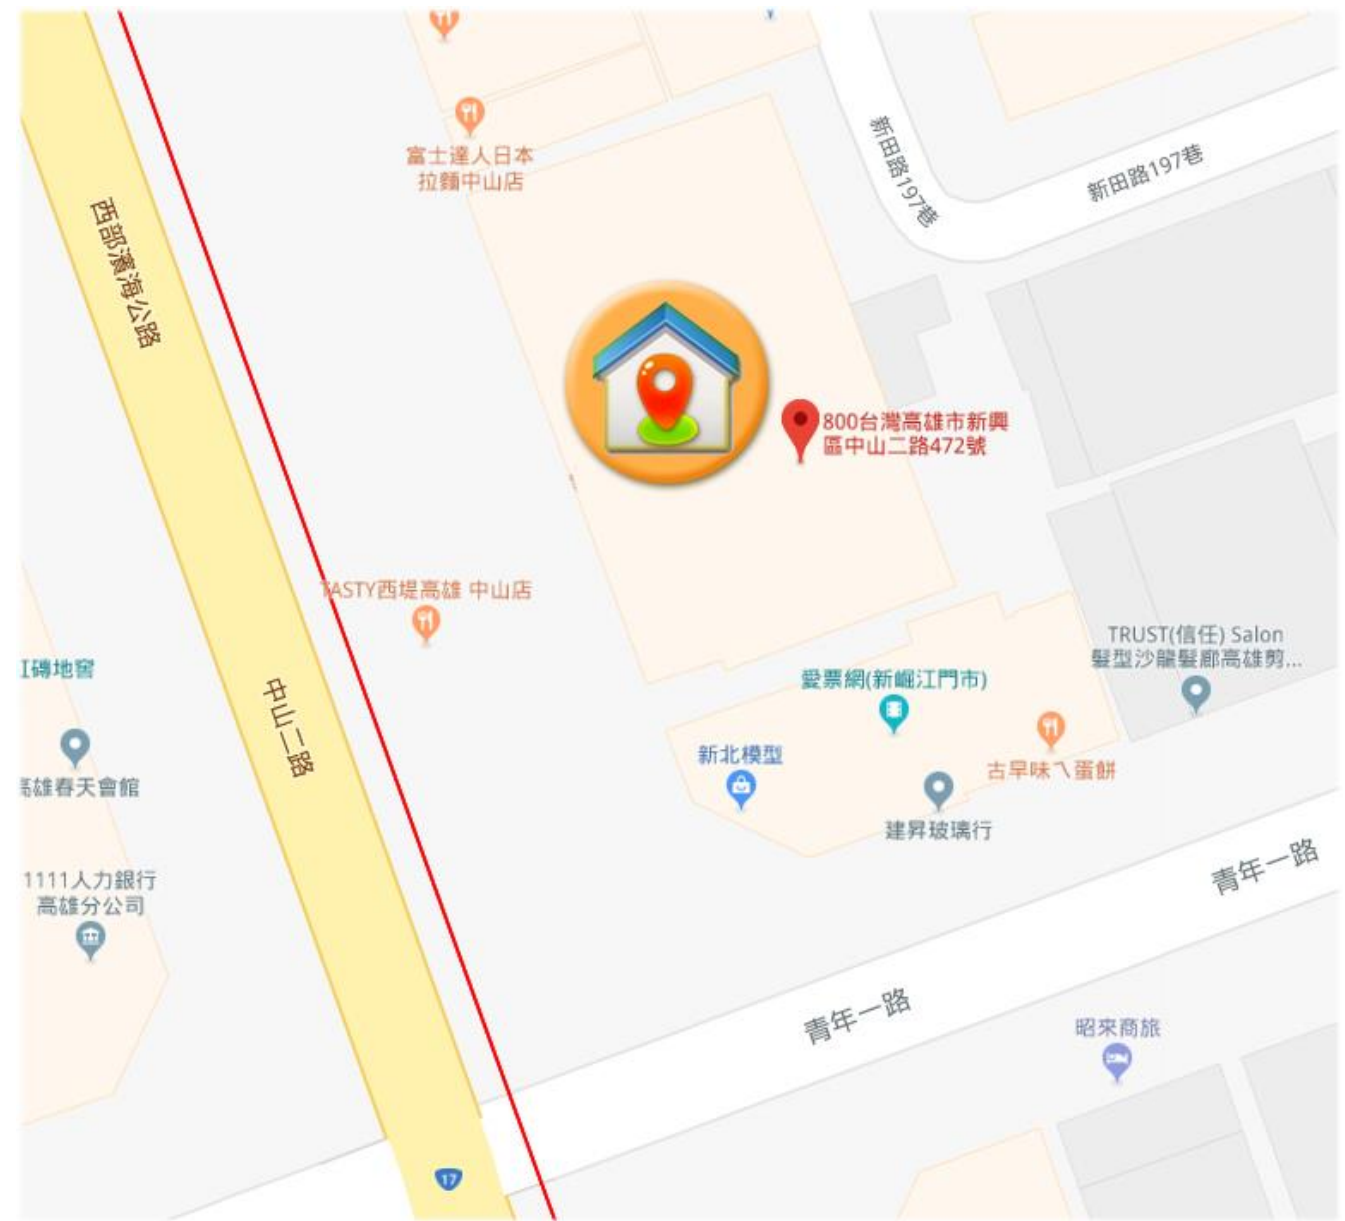 富士達人日本
拉麵中山店
新田路197巷
新田路197巷
西部濱海公路
800台灣高雄市新興
區中山二路472號
TASTY西堤高雄 中山店
TRUST(信任) Salon
髮型沙龍髮廊高雄剪...
紅磚地窖
愛票網(新崛江門市)
中山二路
新北模型
古早味ㄟ蛋餅
高雄春天會館
建昇玻璃行
青年一路
1111人力銀行
高雄分公司
青年一路
昭來商旅
17